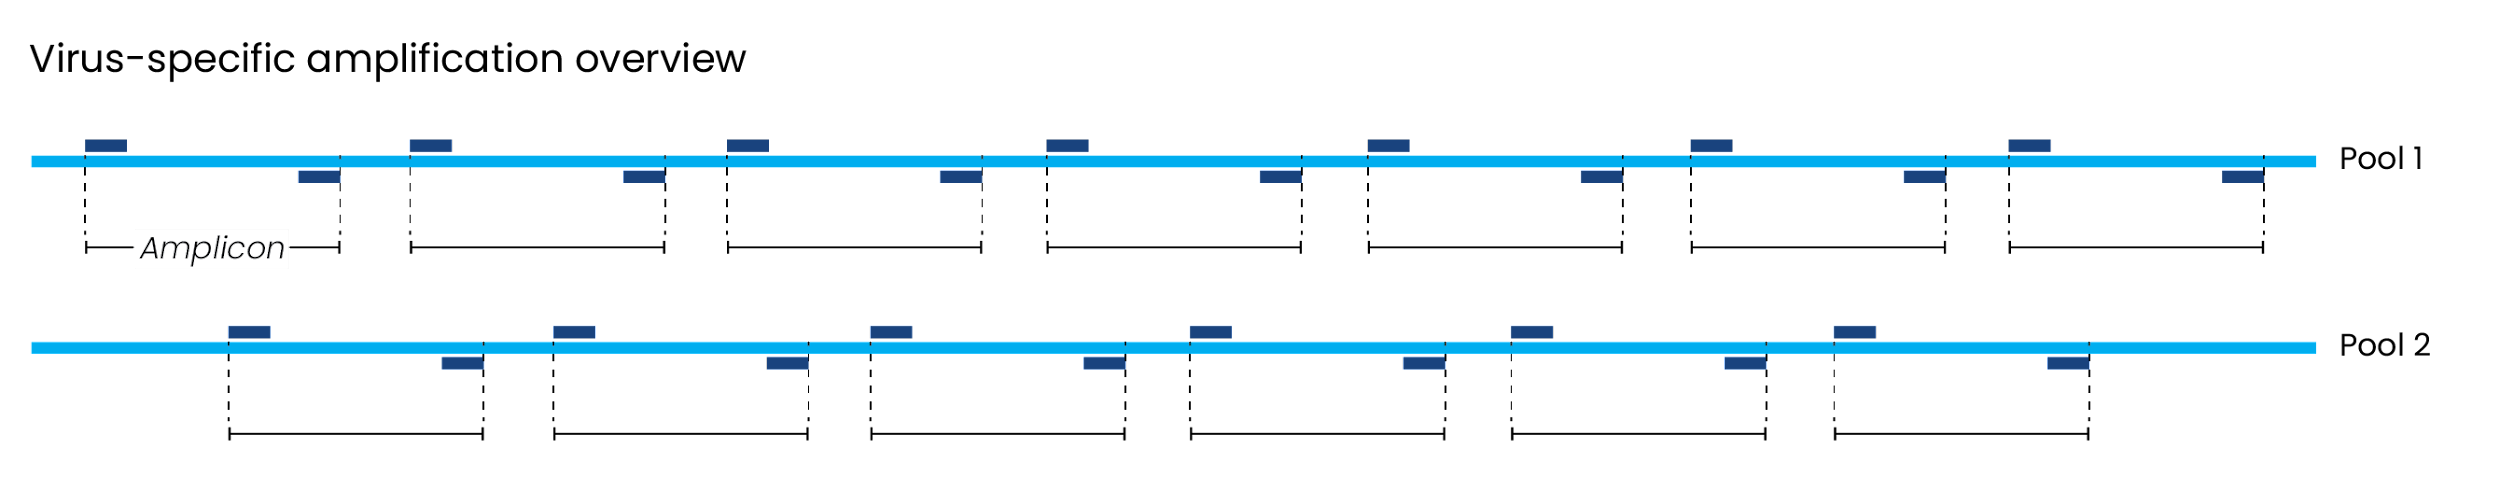 Virus-specific amplification overview
Pool 1
Amplicon
Pool 2